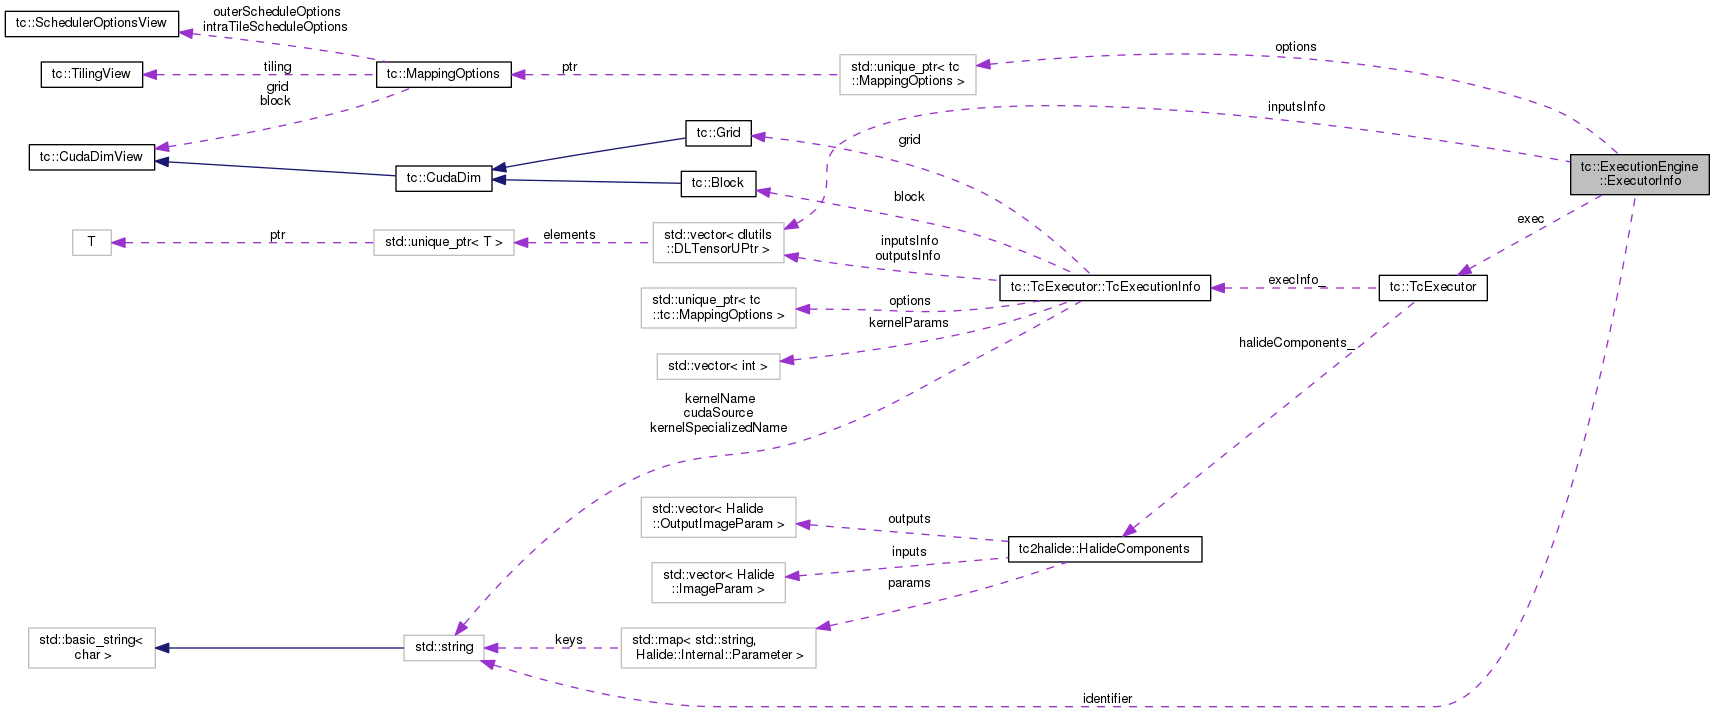 outerScheduleOptions
intraTileScheduleOptions
tc::SchedulerOptionsView
options
tiling
ptr
tc::TilingView
tc::MappingOptions
std::unique_ptr< tc
::MappingOptions >
grid
block
inputsInfo
tc::Grid
grid
tc::CudaDimView
tc::ExecutionEngine
::ExecutorInfo
tc::CudaDim
tc::Block
block
exec
T
ptr
std::unique_ptr< T >
elements
std::vector< dlutils
::DLTensorUPtr >
inputsInfo
outputsInfo
tc::TcExecutor::TcExecutionInfo
execInfo_
tc::TcExecutor
std::unique_ptr< tc
::tc::MappingOptions >
options
kernelParams
halideComponents_
std::vector< int >
kernelName
cudaSource
kernelSpecializedName
std::vector< Halide
::OutputImageParam >
outputs
tc2halide::HalideComponents
inputs
std::vector< Halide
::ImageParam >
params
std::basic_string<
char >
std::string
keys
std::map< std::string,
Halide::Internal::Parameter >
identifier